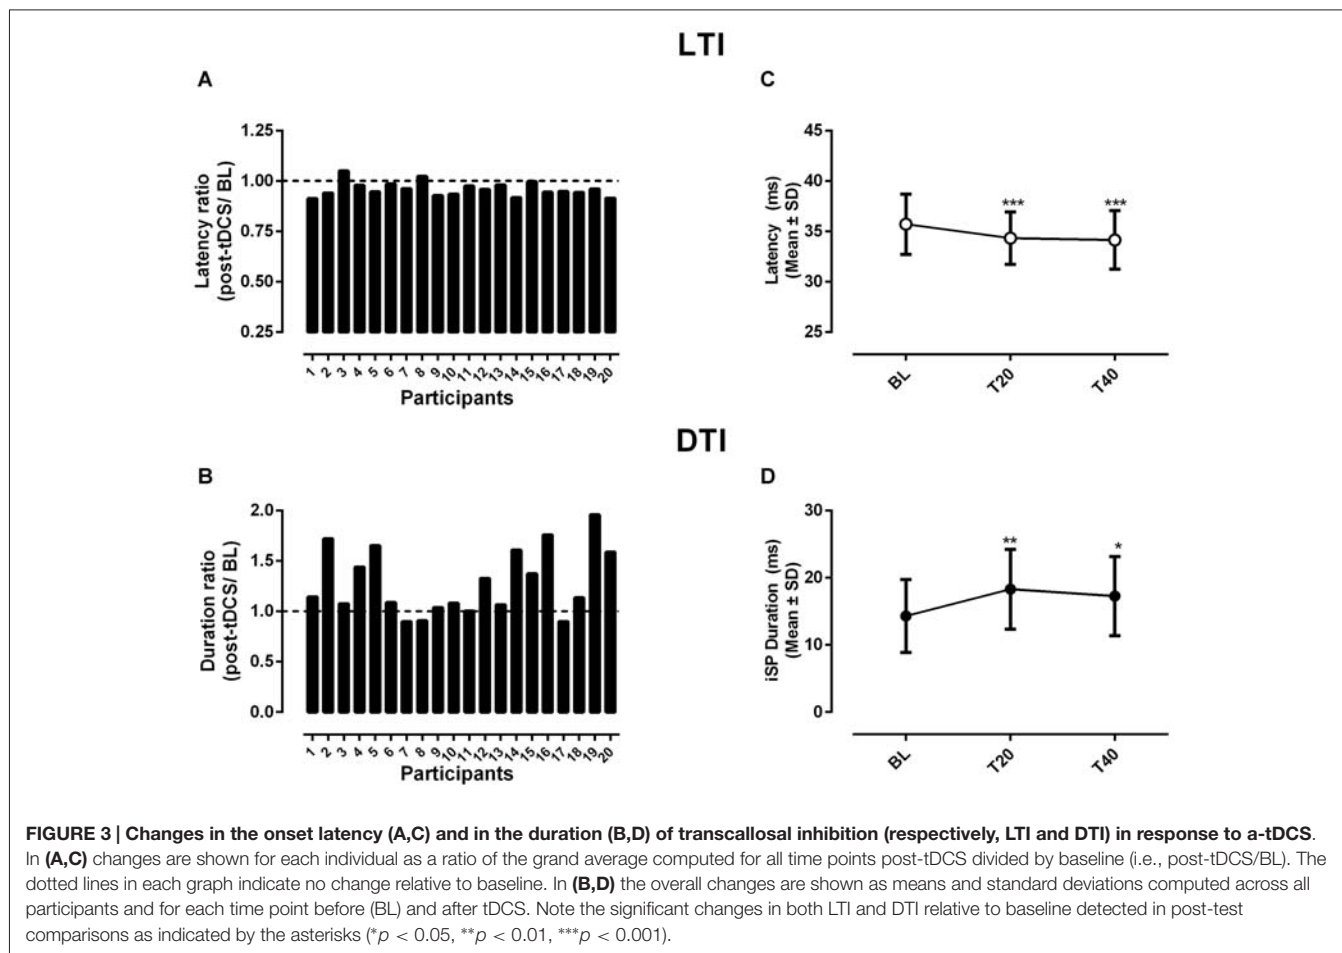 LTI
A
1.25
1.00
0.75
0.50
0.25
Latency ratio
(post-tDCS/ BL)
1 2 3 4 5 6 7 8 9 10 11 12 13 14 15 16 17 18 19 20
Participants
C
45
40
35
30
25
Latency (ms)
(Mean ± SD)
*** ***
BL T20 T40
DTI
B
2.0
1.5
1.0
0.5
0.0
Duration ratio
(post-tDCS/ BL)
1 2 3 4 5 6 7 8 9 10 11 12 13 14 15 16 17 18 19 20
Participants
D
30
20
10
0
iSP Duration (ms)
(Mean ± SD)
** *
BL T20 T40
FIGURE 3 | Changes in the onset latency (A,C) and in the duration (B,D) of transcallosal inhibition (respectively, LTI and DTI) in response to a-tDCS.
In (A,C) changes are shown for each individual as a ratio of the grand average computed for all time points post-tDCS divided by baseline (i.e., post-tDCS/BL). The
dotted lines in each graph indicate no change relative to baseline. In (B,D) the overall changes are shown as means and standard deviations computed across all
participants and for each time point before (BL) and after tDCS. Note the significant changes in both LTI and DTI relative to baseline detected in post-test
comparisons as indicated by the asterisks (*p < 0.05, **p < 0.01, ***p < 0.001).